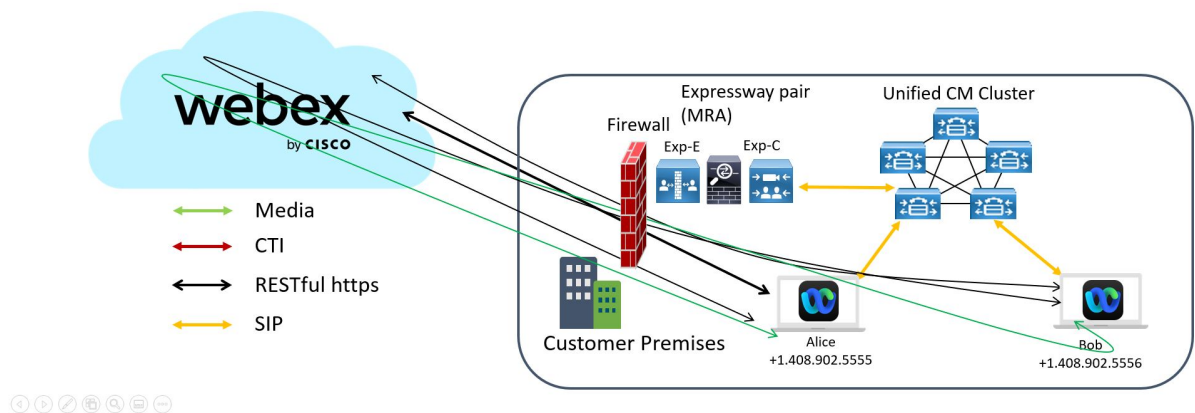 webex
by CISCO
Media
CTI
RESTful https
SIP
Expressway pair
(MRA)
Firewall
Exp-E
Exp-C
Unified CM Cluster
Customer Premises
Alice
+1.408.902.5555
Bob
+1.408.902.5556